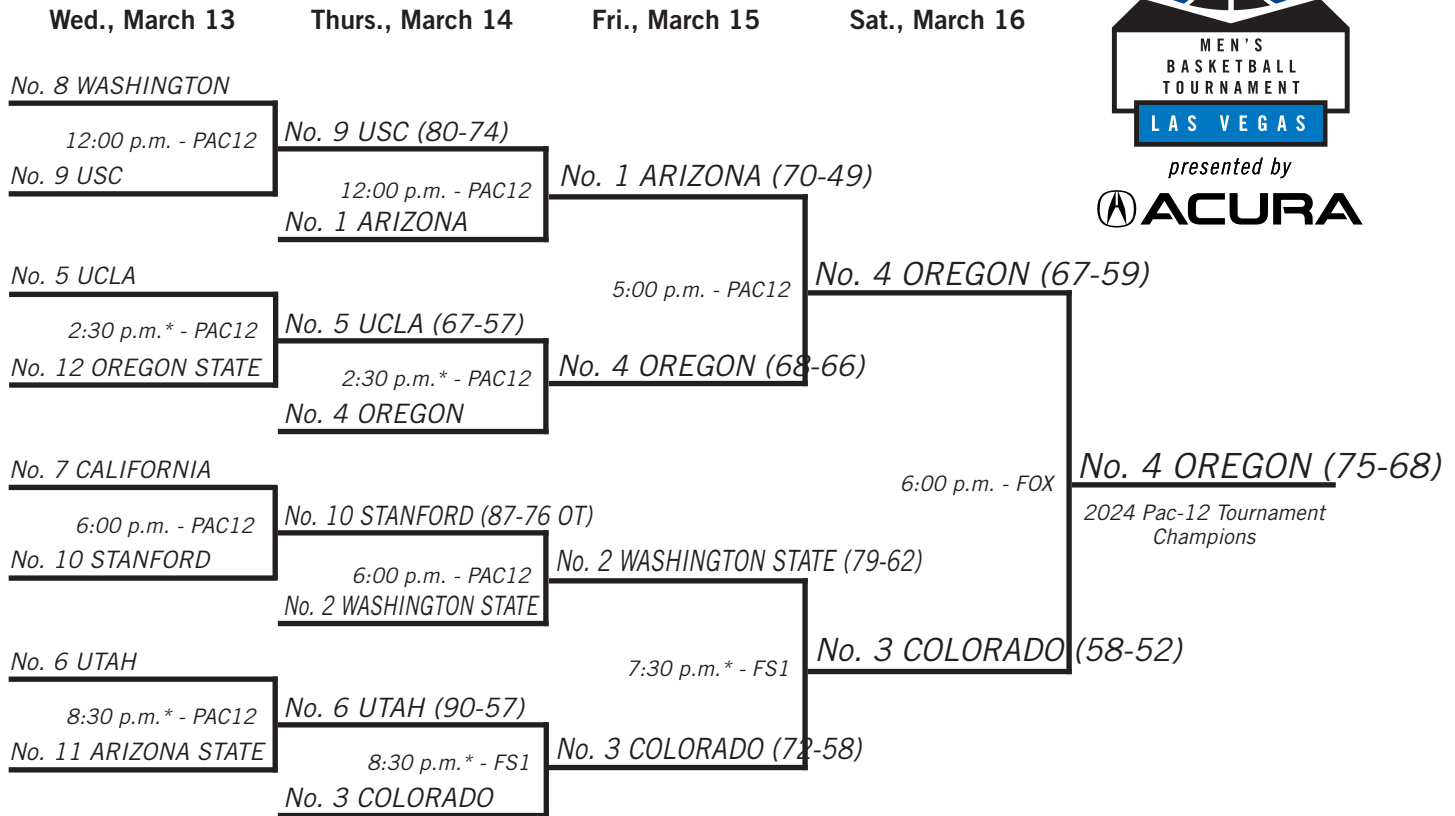 Wed., March 13
Thurs., March 14
Fri., March 15
Sat., March 16
MEN'S
BASKETBALL
TOURNAMENT
LAS VEGAS
presented by
ACURA
No. 8 WASHINGTON
12:00 p.m. - PAC12
No. 9 USC
No. 5 UCLA
2:30 p.m.* - PAC12
No. 12 OREGON STATE
No. 7 CALIFORNIA
6:00 p.m. - PAC12
No. 10 STANFORD
No. 6 UTAH
8:30 p.m.* - PAC12
No. 11 ARIZONA STATE
No. 9 USC (80-74)
12:00 p.m. - PAC12
No. 1 ARIZONA
No. 5 UCLA (67-57)
2:30 p.m.* - PAC12
No. 4 OREGON
No. 10 STANFORD (87-76 OT)
6:00 p.m. - PAC12
No. 2 WASHINGTON STATE
No. 6 UTAH (90-57)
8:30 p.m.* - FS1
No. 3 COLORADO
No. 1 ARIZONA (70-49)
5:00 p.m. - PAC12
No. 4 OREGON (68-66)
No. 2 WASHINGTON STATE (79-62)
7:30 p.m.* - FS1
No. 3 COLORADO (72-58)
No. 4 OREGON (67-59)
6:00 p.m. - FOX
No. 3 COLORADO (58-52)
No. 4 OREGON (75-68)
2024 Pac-12 Tournament
Champions